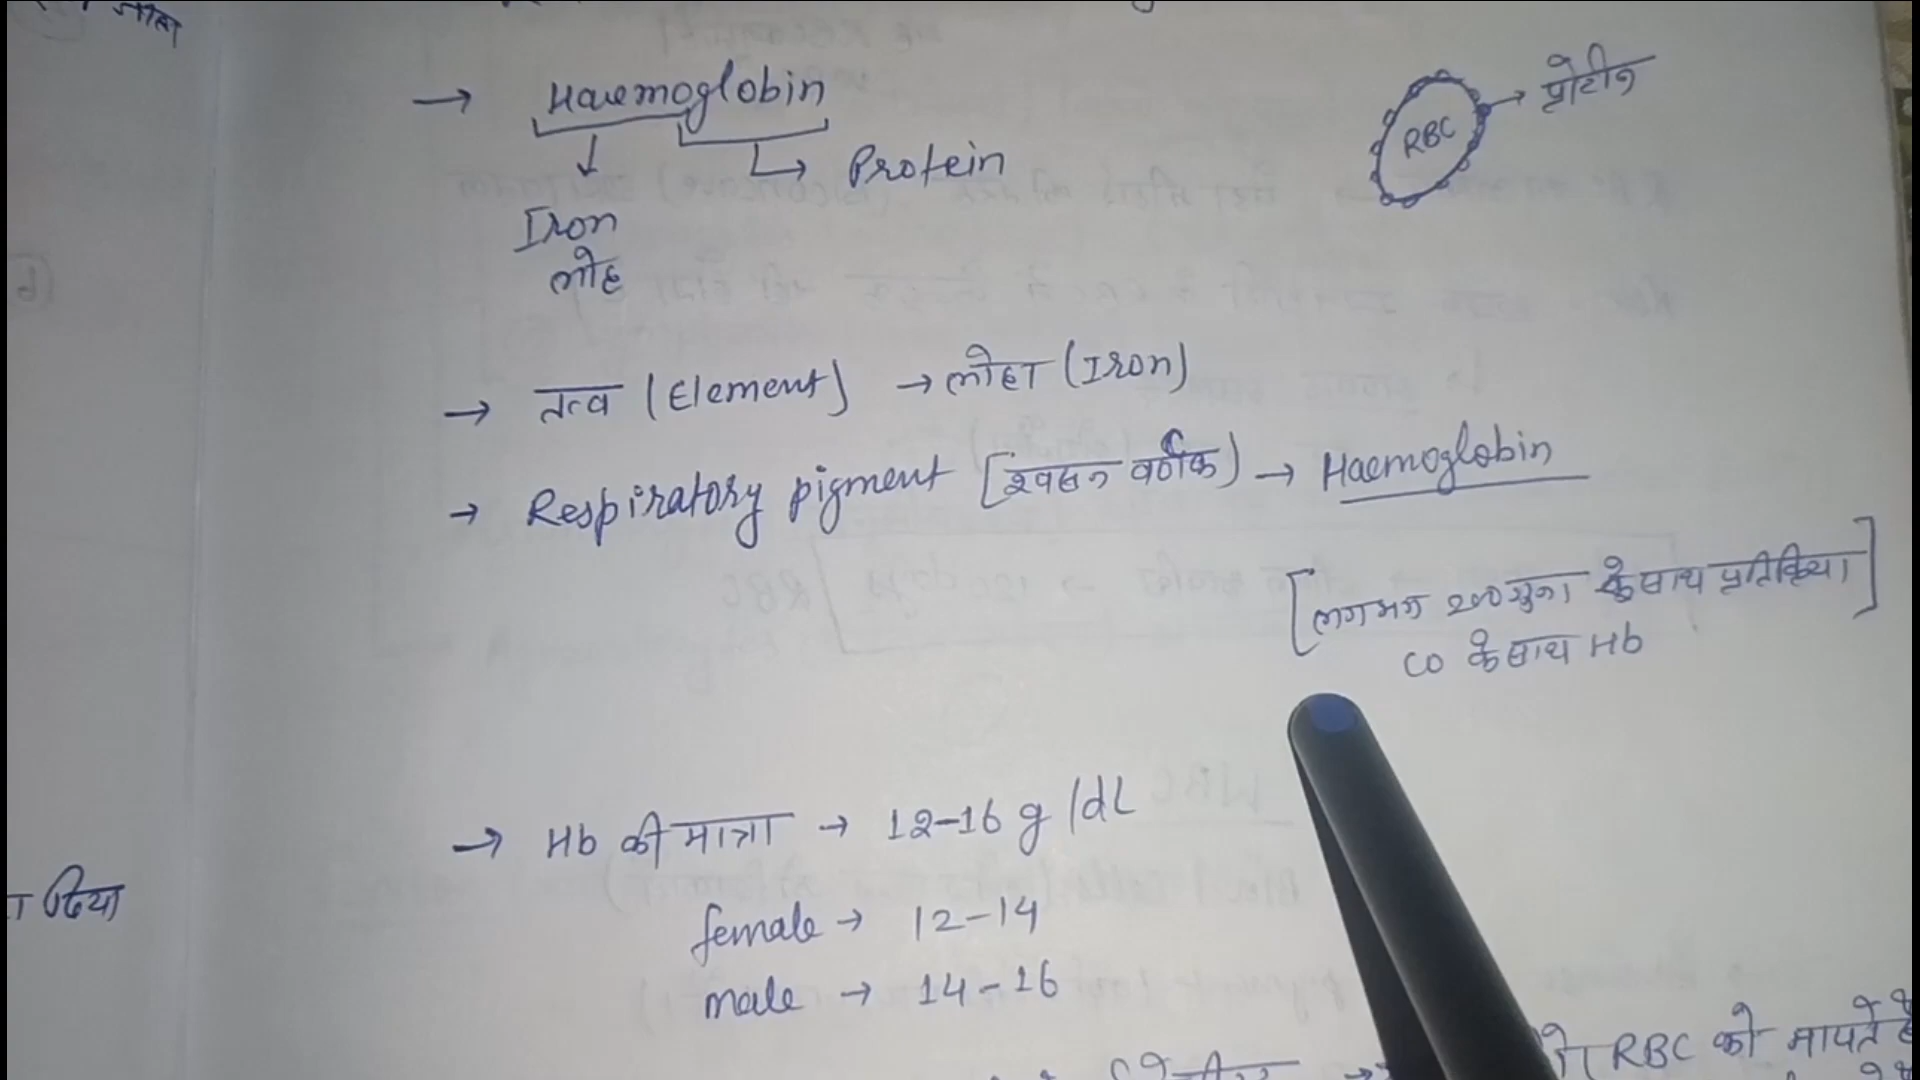 → Haemoglobin
RBC → प्रोटीन
→ Protein
Iron
लोह
→ तत्व (Element) → लोहा (Iron)
→ Respiratory pigment [श्वसन वर्णक) → Haemoglobin
[लगभग 200 गुना के साथ प्रतिक्रिया]
CO के साथ Hb
→ Hb की मात्रा → 12-16 g/dL
दिया
female → 12-14
male → 14-16
RBC को मापते